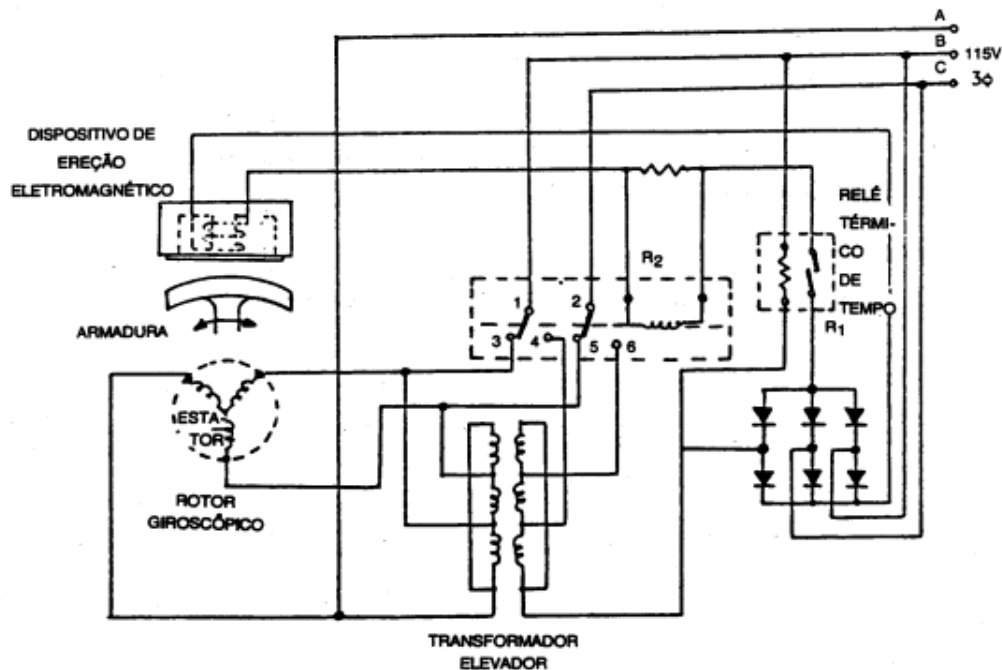 A
B
115V
C
3ϕ
DISPOSITIVO DE
EREÇÃO
ELETROMAGNÉTICO
RELÉ
TÉRMI-
CO
DE
TEMPO
R1
R2
1
2
3
4
5
6
ARMADURA
ESTA-
TOR
ROTOR
GIROSCÓPICO
TRANSFORMADOR
ELEVADOR